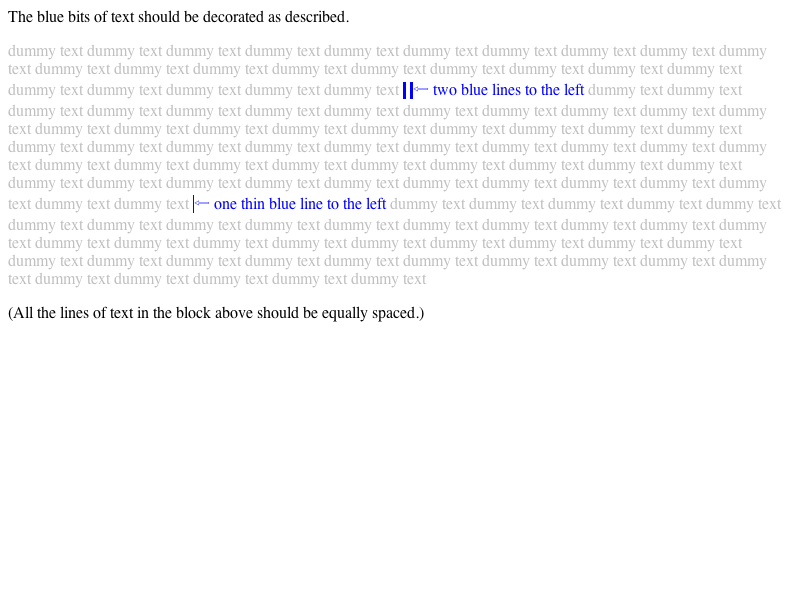 The blue bits of text should be decorated as described.
dummy text dummy text dummy text dummy text dummy text dummy text dummy text dummy text dummy text dummy
text dummy text dummy text dummy text dummy text dummy text dummy text dummy text dummy text dummy text
dummy text dummy text dummy text dummy text dummy text ← two blue lines to the left dummy text dummy text
dummy text dummy text dummy text dummy text dummy text dummy text dummy text dummy text dummy text dummy
text dummy text dummy text dummy text dummy text dummy text dummy text dummy text dummy text dummy text
dummy text dummy text dummy text dummy text dummy text dummy text dummy text dummy text dummy text dummy
text dummy text dummy text dummy text dummy text dummy text dummy text dummy text dummy text dummy text
dummy text dummy text dummy text dummy text dummy text dummy text dummy text dummy text dummy text dummy
text dummy text dummy text ← one thin blue line to the left dummy text dummy text dummy text dummy text dummy text
dummy text dummy text dummy text dummy text dummy text dummy text dummy text dummy text dummy text dummy
text dummy text dummy text dummy text dummy text dummy text dummy text dummy text dummy text dummy text
dummy text dummy text dummy text dummy text dummy text dummy text dummy text dummy text dummy text dummy
text dummy text dummy text dummy text dummy text dummy text
(All the lines of text in the block above should be equally spaced.)